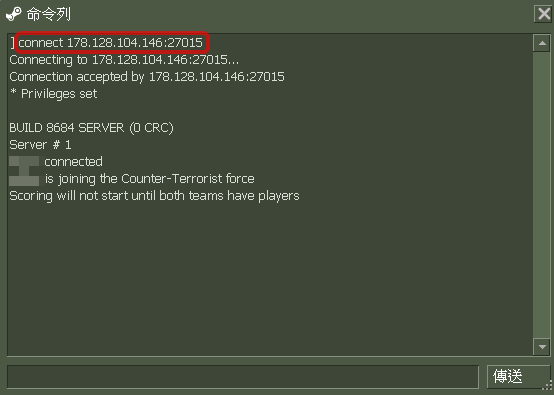 命令列
] connect 178.128.104.146:27015
Connecting to 178.128.104.146:27015...
Connection accepted by 178.128.104.146:27015
* Privileges set
BUILD 8684 SERVER (0 CRC)
Server # 1
connected
is joining the Counter-Terrorist force
Scoring will not start until both teams have players
傳送